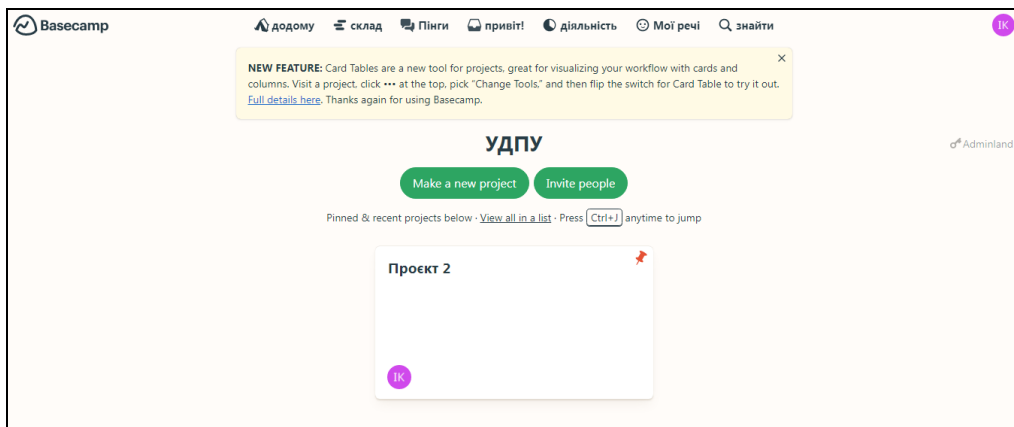 Basecamp
додому склад Пінги привіт! діяльність Мої речі знайти
ІК
NEW FEATURE: Card Tables are a new tool for projects, great for visualizing your workflow with cards and
columns. Visit a project, click ••• at the top, pick "Change Tools," and then flip the switch for Card Table to try it out.
Full details here. Thanks again for using Basecamp.
УДПУ
Adminland
Make a new project Invite people
Pinned & recent projects below · View all in a list · Press Ctrl+J anytime to jump
Проєкт 2
ІК